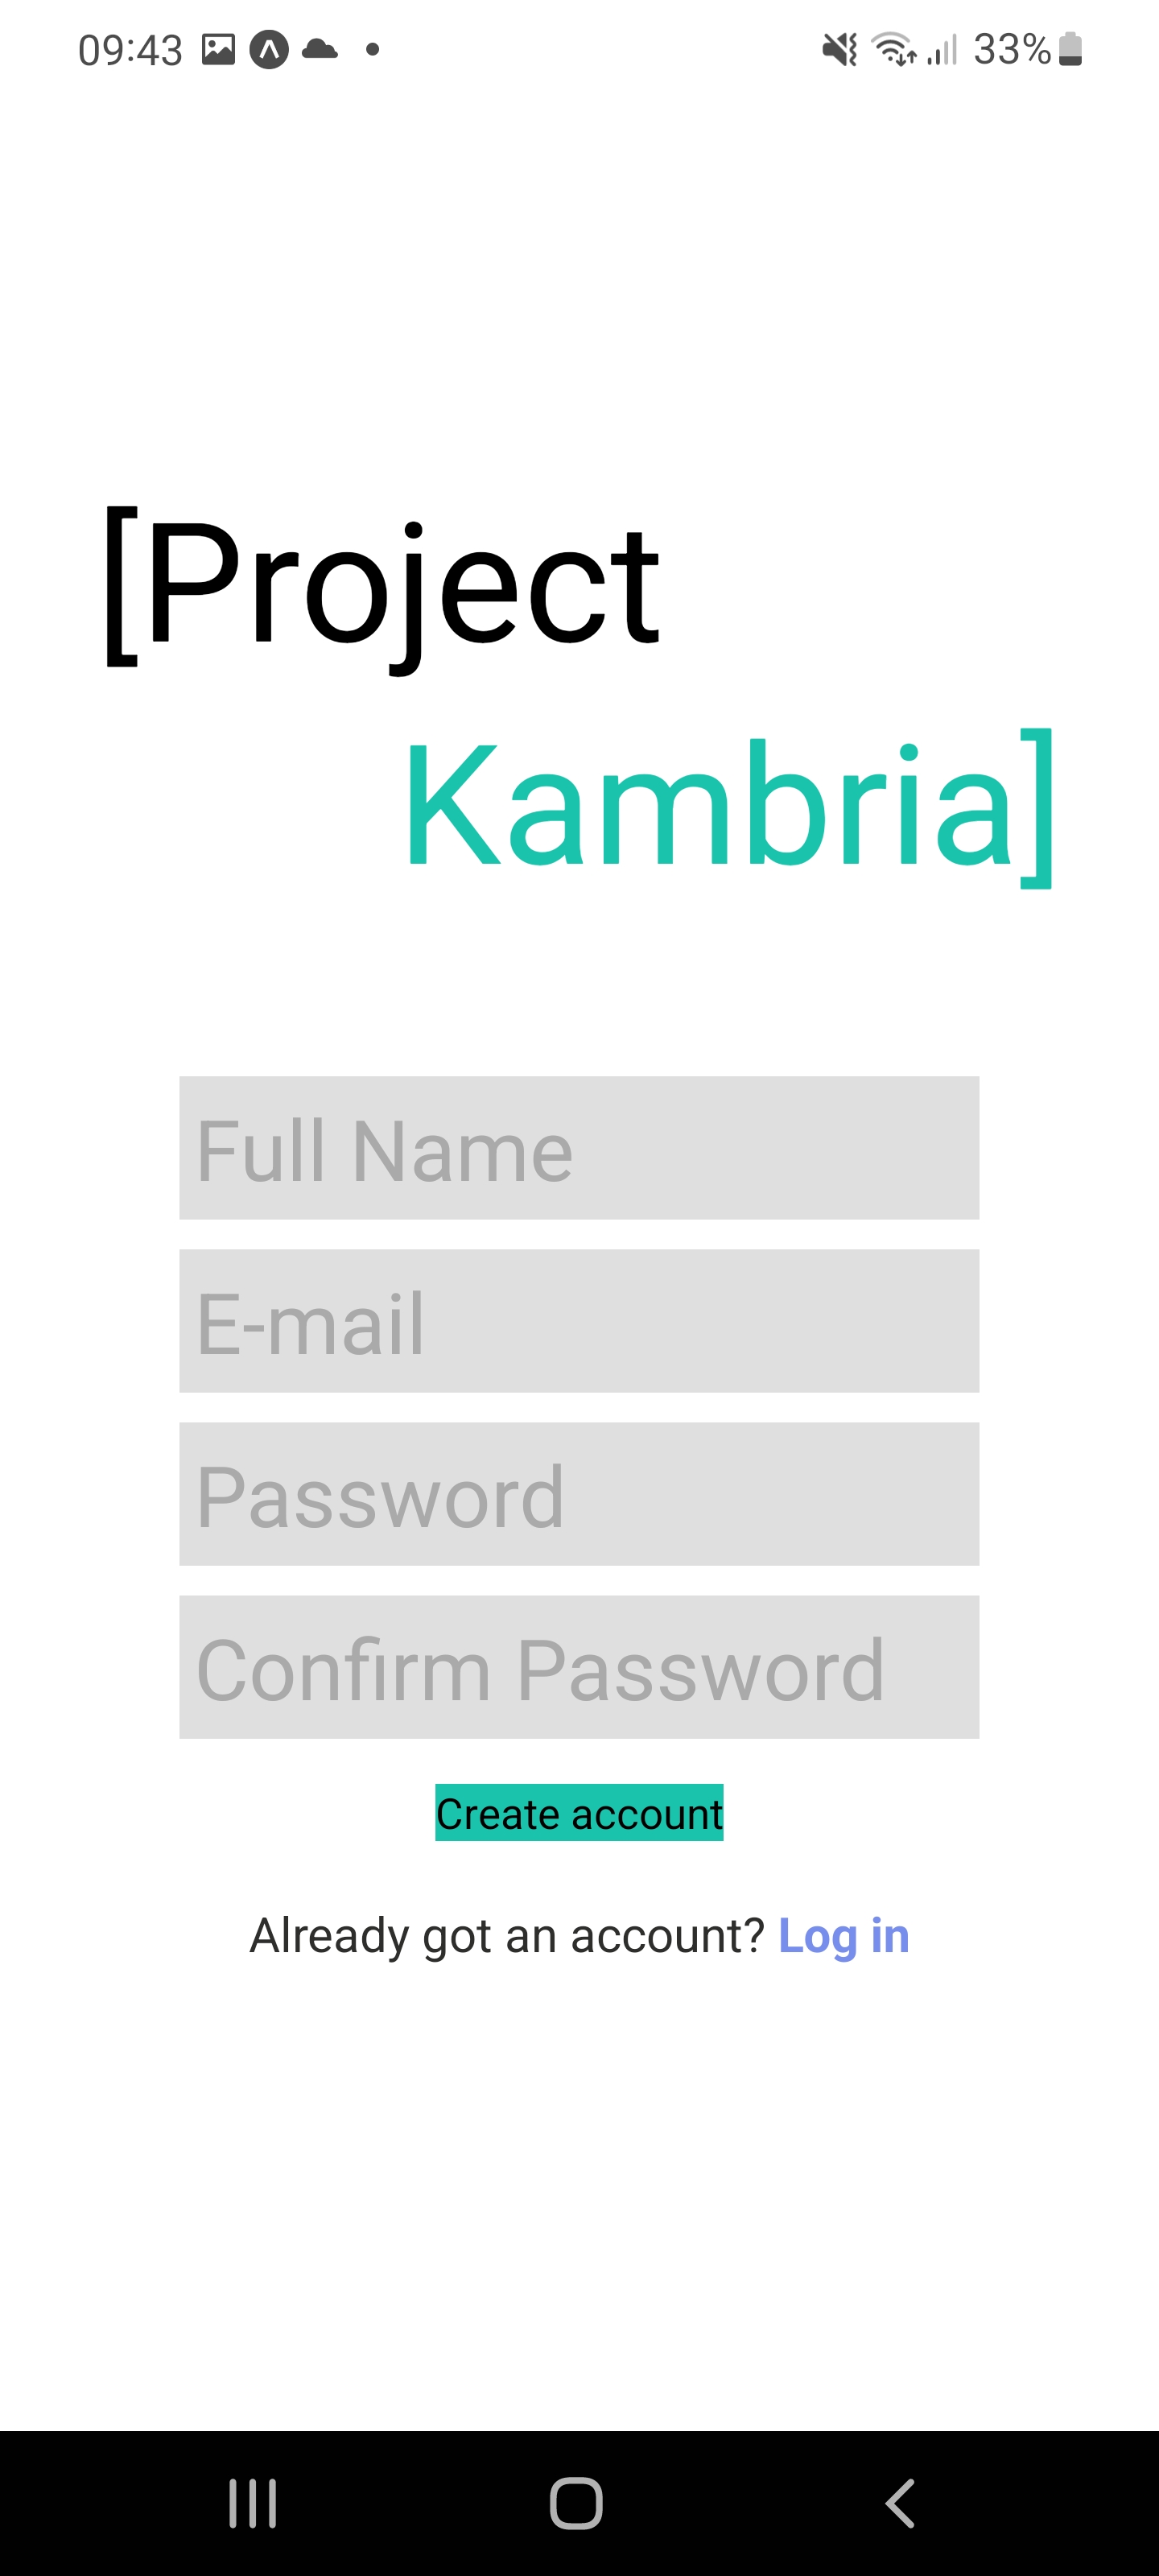 09:43 33%
[Project
Kambria]
Full Name
E-mail
Password
Confirm Password
Create account
Already got an account? Log in